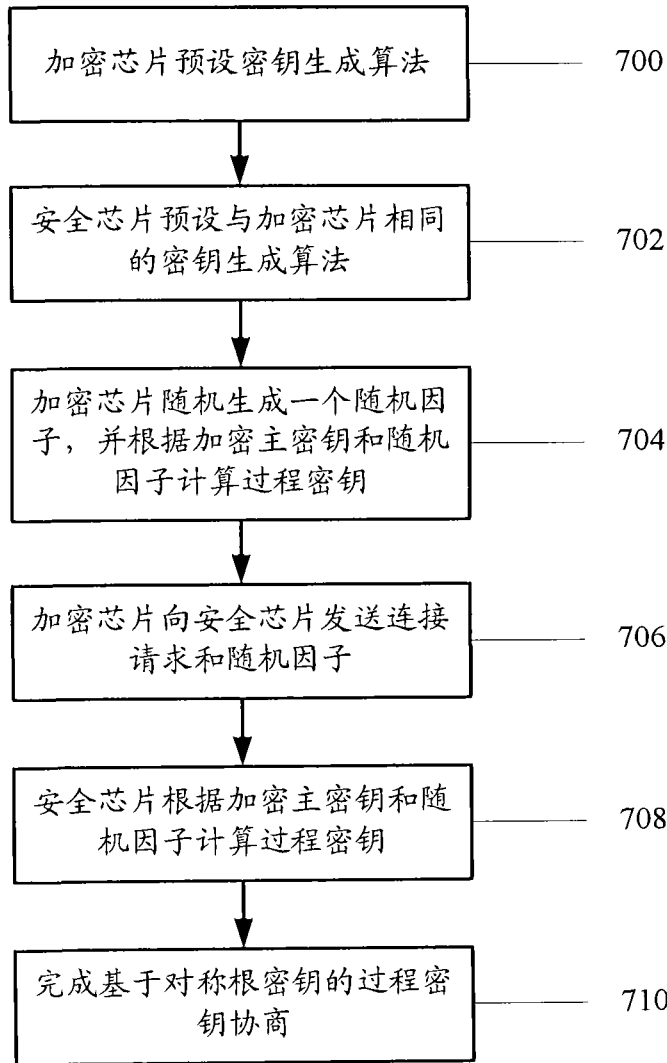 加密芯片预设密钥生成算法
700
安全芯片预设与加密芯片相同
的密钥生成算法
702
加密芯片随机生成一个随机因
子，并根据加密主密钥和随机
因子计算过程密钥
704
加密芯片向安全芯片发送连接
请求和随机因子
706
安全芯片根据加密主密钥和随
机因子计算过程密钥
708
完成基于对称根密钥的过程密
钥协商
710